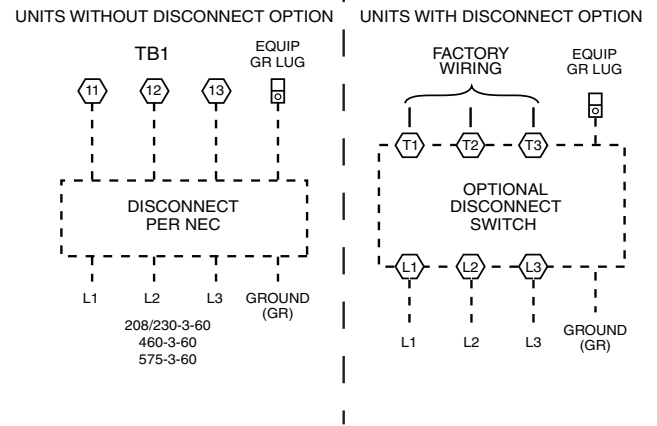 UNITS WITHOUT DISCONNECT OPTION
TB1
EQUIP
GR LUG
11 12 13
DISCONNECT
PER NEC
L1 L2 L3 GROUND
(GR)
208/230-3-60
460-3-60
575-3-60
UNITS WITH DISCONNECT OPTION
FACTORY
WIRING
EQUIP
GR LUG
T1 T2 T3
OPTIONAL
DISCONNECT
SWITCH
L1 L2 L3
L1 L2 L3 GROUND
(GR)